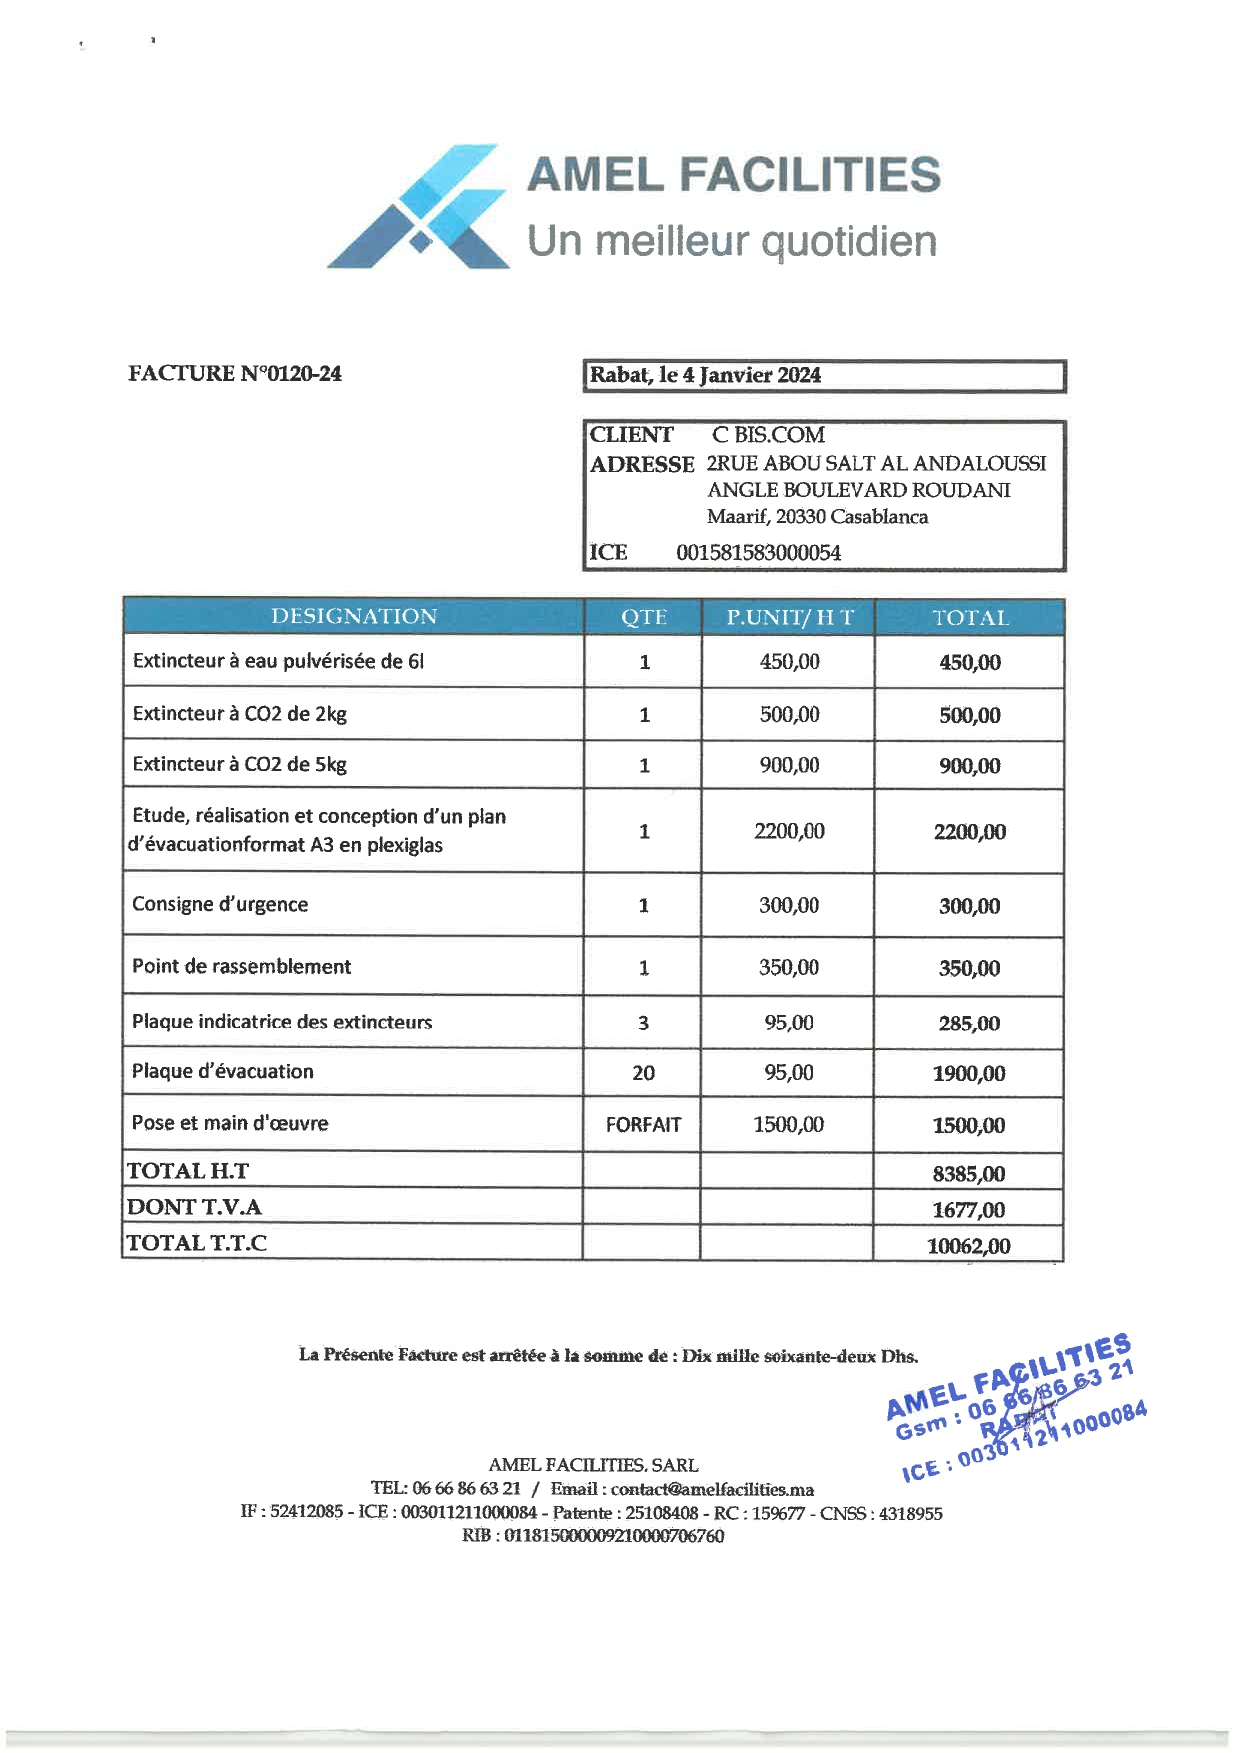 AMEL FACILITIES
Un meilleur quotidien
FACTURE N°0120-24
Rabat, le 4 Janvier 2024
CLIENT C BIS.COM
ADRESSE 2RUE ABOU SALT AL ANDALOUSSI
ANGLE BOULEVARD ROUDANI
Maarif, 20330 Casablanca
ICE 001581583000054
DESIGNATION QTE P.UNIT/ H T TOTAL
Extincteur à eau pulvérisée de 6l 1 450,00 450,00
Extincteur à CO2 de 2kg 1 500,00 500,00
Extincteur à CO2 de 5kg 1 900,00 900,00
Etude, réalisation et conception d'un plan
d'évacuationformat A3 en plexiglas 1 2200,00 2200,00
Consigne d'urgence 1 300,00 300,00
Point de rassemblement 1 350,00 350,00
Plaque indicatrice des extincteurs 3 95,00 285,00
Plaque d'évacuation 20 95,00 1900,00
Pose et main d'œuvre FORFAIT 1500,00 1500,00
TOTAL H.T 8385,00
DONT T.V.A 1677,00
TOTAL T.T.C 10062,00
La Présente Facture est arrêtée à la somme de : Dix mille soixante-deux Dhs.
AMEL FACILITIES
Gsm : 06 66 86 63 21
RABAT
ICE : 003011211000084
AMEL FACILITIES. SARL
TEL: 06 66 86 63 21 / Email : contact@amelfacilities.ma
IF : 52412085 - ICE : 003011211000084 - Patente : 25108408 - RC : 159677 - CNSS : 4318955
RIB : 011815000009210000706760